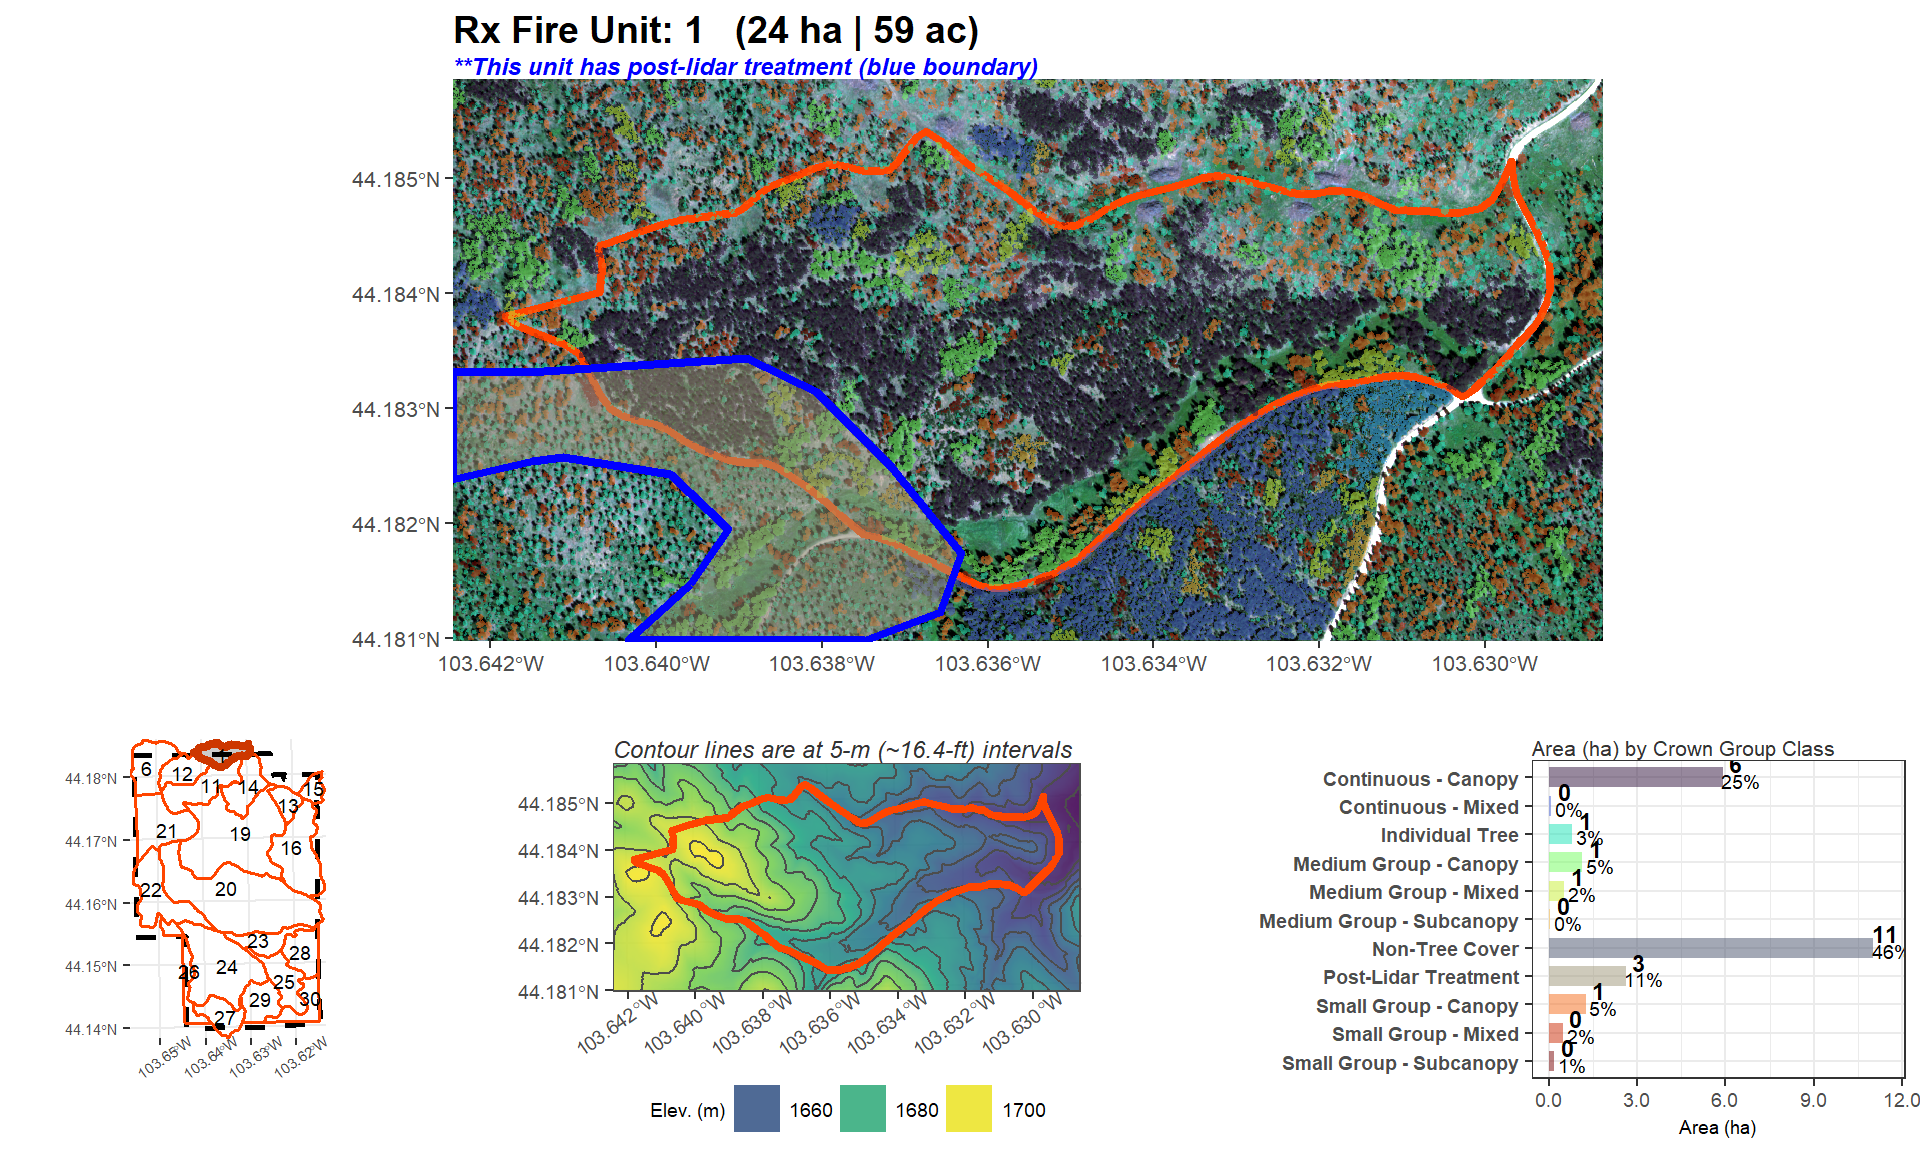 Rx Fire Unit: 1   (24 ha | 59 ac)
**This unit has post-lidar treatment (blue boundary)
44.185°N
44.184°N
44.183°N
44.182°N
44.181°N
103.642°W 103.640°W 103.638°W 103.636°W 103.634°W 103.632°W 103.630°W
44.18°N
44.17°N
44.16°N
44.15°N
44.14°N
6
12
11
14
15
13
21
19
16
22
20
23
28
26
24
25
29
30
27
103.65°W 103.64°W 103.63°W 103.62°W
Contour lines are at 5-m (~16.4-ft) intervals
44.185°N
44.184°N
44.183°N
44.182°N
44.181°N
103.642°W 103.640°W 103.638°W 103.636°W 103.634°W 103.632°W 103.630°W
Elev. (m) 1660 1680 1700
Area (ha) by Crown Group Class
Continuous - Canopy 6 25%
Continuous - Mixed 0 0%
Individual Tree 1 3%
Medium Group - Canopy 1 5%
Medium Group - Mixed 1 2%
Medium Group - Subcanopy 0 0%
Non-Tree Cover 11 46%
Post-Lidar Treatment 3 11%
Small Group - Canopy 1 5%
Small Group - Mixed 0 2%
Small Group - Subcanopy 0 1%
0.0 3.0 6.0 9.0 12.0
Area (ha)